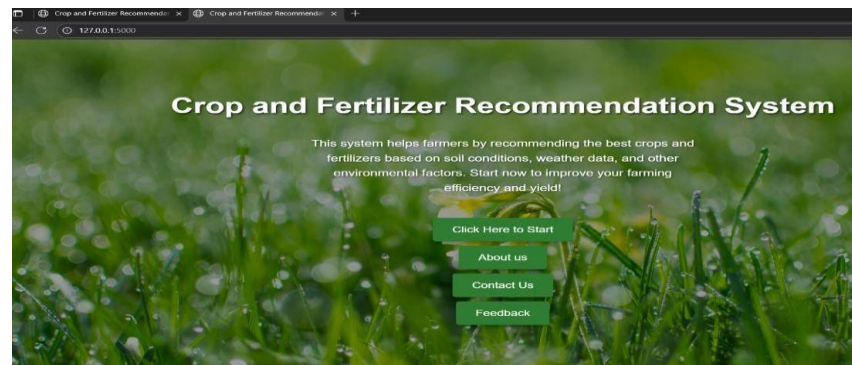 Crop and Fertilizer Recommendat
Crop and Fertilizer Recommendat
127.0.0.1:5000
Crop and Fertilizer Recommendation System
This system helps farmers by recommending the best crops and
fertilizers based on soil conditions, weather data, and other
environmental factors. Start now to improve your farming
efficiency and yield!
Click Here to Start
About us
Contact Us
Feedback